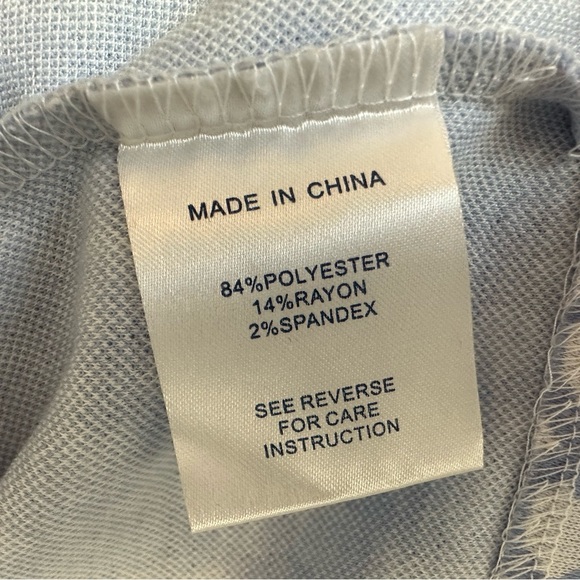 MADE IN CHINA
84%POLYESTER
14%RAYON
2%SPANDEX
SEE REVERSE
FOR CARE
INSTRUCTION